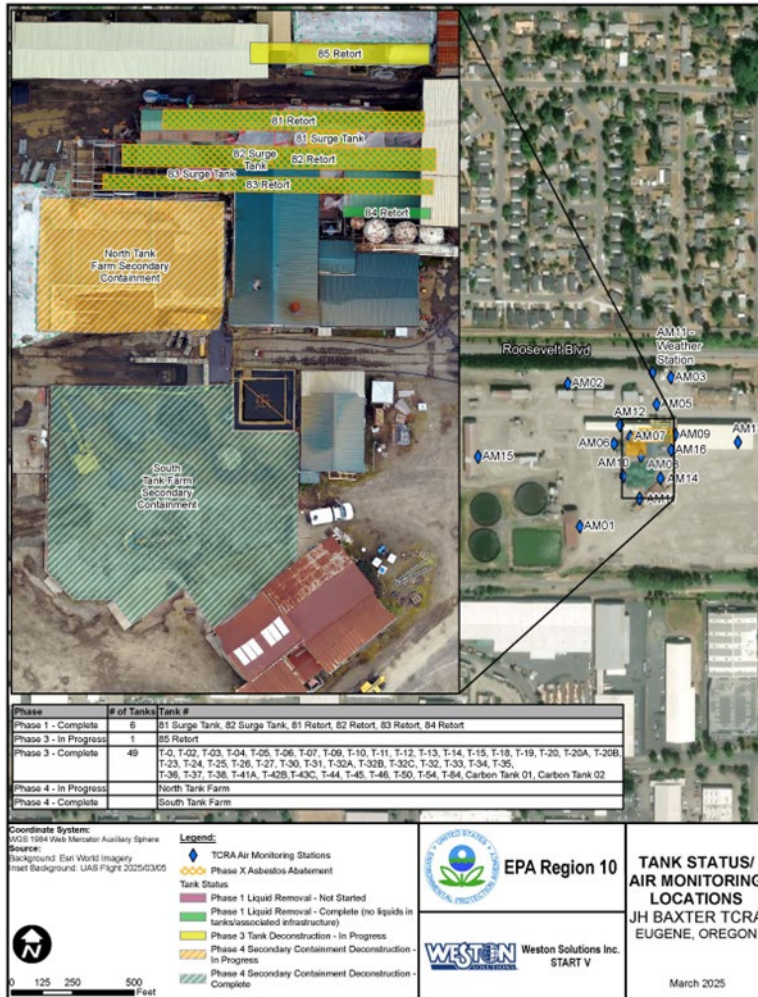 85 Retort
81 Retort
81 Surge Tank
82 Surge
Tank
82 Retort
83 Surge Tank
83 Retort
84 Retort
North Tank
Farm Secondary
Containment
South
Tank Farm
Secondary
Containment
Roosevelt Blvd
AM11 -
Weather
Station
AM02
AM03
AM05
AM12
AM07
AM09
AM06
AM16
AM15
AM10
AM08
AM14
AM01
Phase
# of Tanks
Tank #
Phase 1 - Complete
6
81 Surge Tank, 82 Surge Tank, 81 Retort, 82 Retort, 83 Retort, 84 Retort
Phase 3 - In Progress
1
85 Retort
Phase 3 - Complete
49
T-0, T-02, T-03, T-04, T-05, T-06, T-07, T-09, T-10, T-11, T-12, T-13, T-14, T-15, T-18, T-19, T-20, T-20A, T-20B,
T-23, T-24, T-25, T-26, T-27, T-30, T-31, T-32A, T-32B, T-32C, T-32, T-33, T-34, T-35,
T-36, T-37, T-38, T-41A, T-42B,T-43C, T-44, T-45, T-46, T-50, T-54, T-84, Carbon Tank 01, Carbon Tank 02
Phase 4 - In Progress
North Tank Farm
Phase 4 - Complete
South Tank Farm
Coordinate System:
WGS 1984 Web Mercator Auxiliary Sphere
Source:
Background: Esri World Imagery
Inset Background: UAS Flight 2025/03/05
N
0 125 250 500
Feet
Legend:
TCRA Air Monitoring Stations
Phase X Asbestos Abatement
Tank Status
Phase 1 Liquid Removal - Not Started
Phase 1 Liquid Removal - Complete (no liquids in
tanks/associated infrastructure)
Phase 3 Tank Deconstruction - In Progress
Phase 4 Secondary Containment Deconstruction -
In Progress
Phase 4 Secondary Containment Deconstruction -
Complete
UNITED STATES
ENVIRONMENTAL PROTECTION AGENCY
EPA Region 10
WESTON
SOLUTIONS
Weston Solutions Inc.
START V
TANK STATUS/
AIR MONITORING
LOCATIONS
JH BAXTER TCRA
EUGENE, OREGON
March 2025